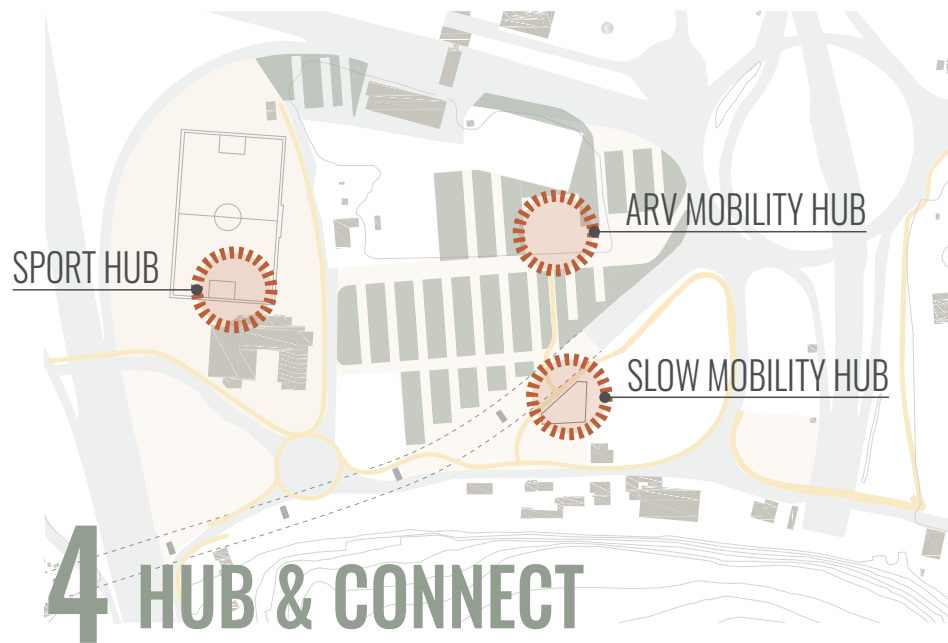 ARV MOBILITY HUB
SPORT HUB
SLOW MOBILITY HUB
4 HUB & CONNECT